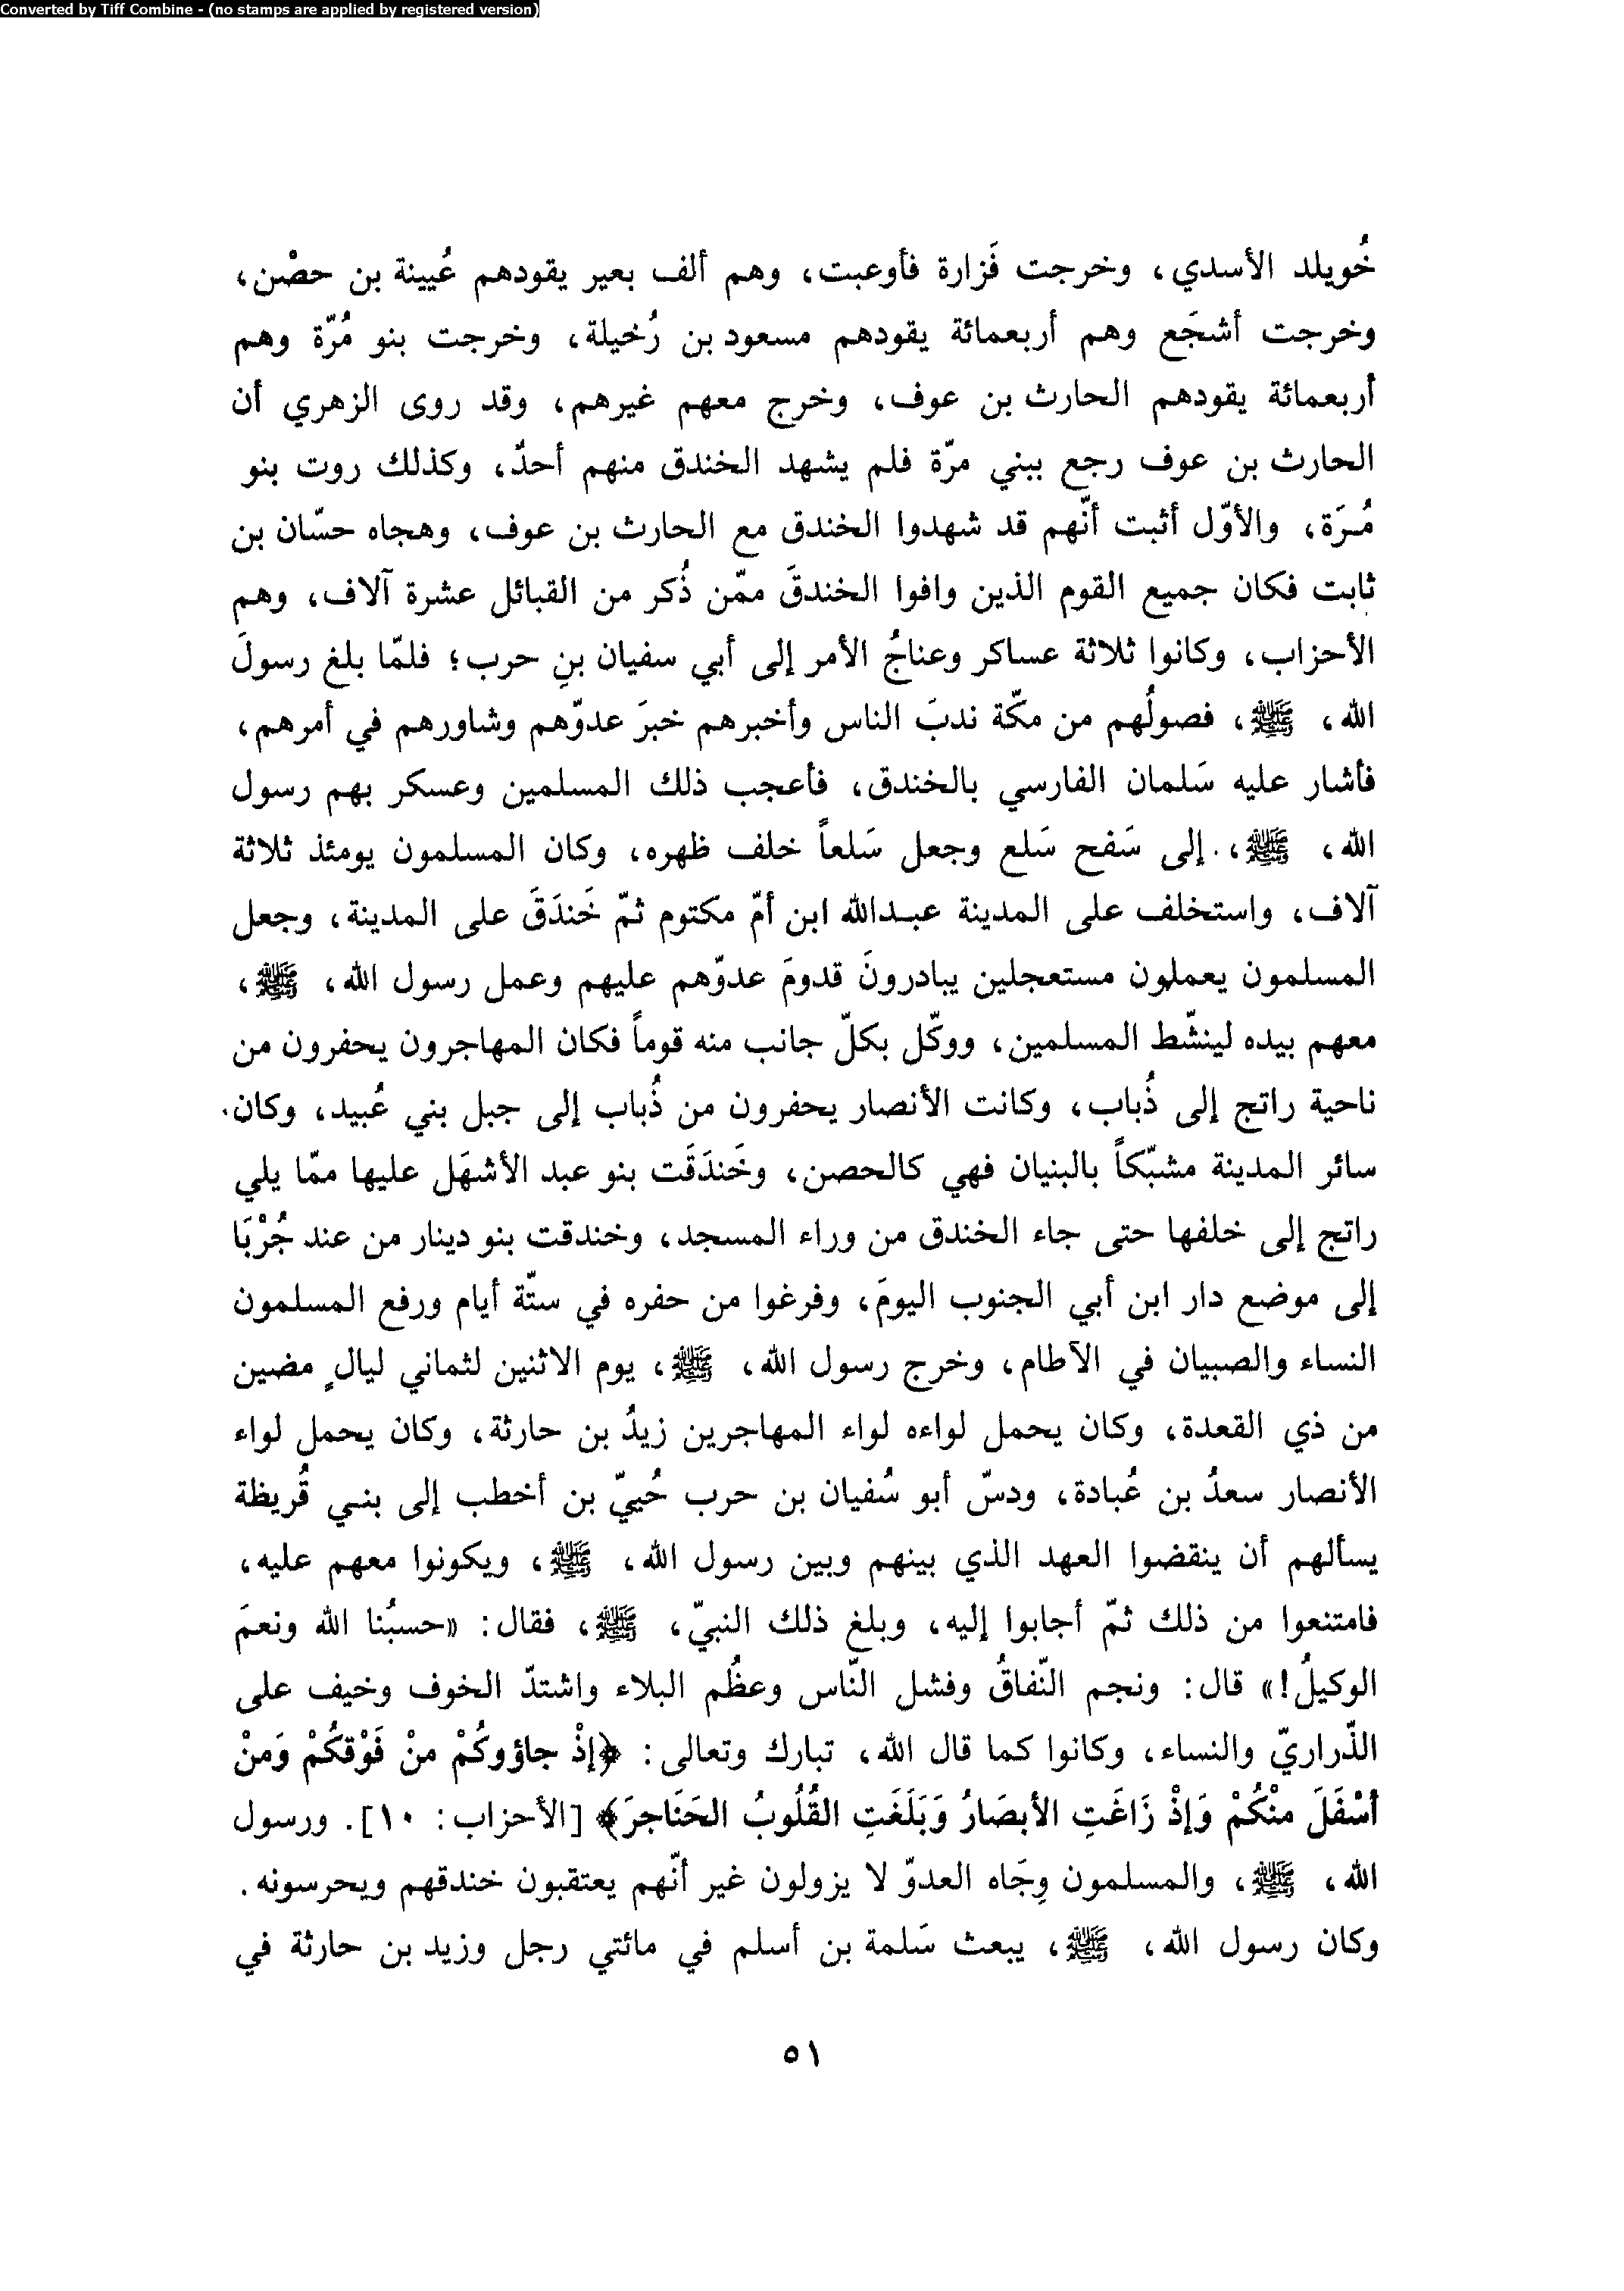 Converted by Tiff Combine - (no stamps are applied by registered version)
خُويلد الأسدي، وخرجت فَزارة فأوعبت، وهم ألف بعير يقودهم عُيينة بن حصْن،
وخرجت أشجَع وهم أربعمائة يقودهم مسعود بن رُخيلة، وخرجت بنو مُرّة وهم
أربعمائة يقودهم الحارث بن عوف، وخرج معهم غيرهم، وقد روى الزهري أن
الحارث بن عوف رجع ببني مرّة فلم يشهد الخندق منهم أحدٌ، وكذلك روت بنو
مُـرَة، والأوّل أثبت أنّهم قد شهدوا الخندق مع الحارث بن عوف، وهجاه حسّان بن
ثابت فكان جميع القوم الذين وافوا الخندقَ ممّن ذُكر من القبائل عشرة آلاف، وهم
الأحزاب، وكانوا ثلاثة عساكر وعناجُ الأمر إلى أبي سفيان بنِ حرب؛ فلمّا بلغ رسولَ
الله، ﷺ، فصولُهم من مكّة ندبَ الناس وأخبرهم خبرَ عدوّهم وشاورهم في أمرهم،
فأشار عليه سَلمان الفارسي بالخندق، فأعجب ذلك المسلمين وعسكر بهم رسول
الله، ﷺ، إلى سَفح سَلع وجعل سَلعاً خلف ظهره، وكان المسلمون يومئذ ثلاثة
آلاف، واستخلف على المدينة عبـدالله ابن أمّ مكتوم ثمّ خَندَقَ على المدينة، وجعل
المسلمون يعملون مستعجلين يبادرونَ قدومَ عدوّهم عليهم وعمل رسول الله، ﷺ،
معهم بيده لينشّط المسلمين، ووكّل بكلّ جانب منه قوماً فكان المهاجرون يحفرون من
ناحية راتج إلى ذُباب، وكانت الأنصار يحفرون من ذُباب إلى جبل بني عُبيد، وكان
سائر المدينة مشبّكاً بالبنيان فهي كالحصن، وخَندَقَت بنو عبد الأشهَل عليها ممّا يلي
راتج إلى خلفها حتى جاء الخندق من وراء المسجد، وخندقت بنو دينار من عند جُرْبَا
إلى موضع دار ابن أبي الجنوب اليومَ، وفرغوا من حفره في ستّة أيام ورفع المسلمون
النساء والصبيان في الآطام، وخرج رسول الله، ﷺ، يوم الاثنين لثماني ليالٍ مضين
من ذي القعدة، وكان يحمل لواءه لواء المهاجرين زيدُ بن حارثة، وكان يحمل لواء
الأنصار سعدُ بن عُبادة، ودسّ أبو سُفيان بن حرب حُييّ بن أخطب إلى بنـي قُريظة
يسألهم أن ينقضوا العهد الذي بينهم وبين رسول الله، ﷺ، ويكونوا معهم عليه،
فامتنعوا من ذلك ثمّ أجابوا إليه، وبلغ ذلك النبيّ، ﷺ، فقال: «حسبُنا الله ونعمَ
الوكيلُ!» قال: ونجم النّفاقُ وفشل النّاس وعظُم البلاء واشتدّ الخوف وخيف على
الذّراريّ والنساء، وكانوا كما قال الله، تبارك وتعالى: ﴿إذْ جاؤوكُمْ منْ فَوْقكُمْ وَمنْ
أسْفَلَ منْكُمْ وَإذْ زَاغَتِ الأبصَارُ وَبَلَغَتِ القُلُوبُ الحَنَاجرَ﴾ [الأحزاب: ١٠]. ورسول
الله، ﷺ، والمسلمون وِجَاه العدوّ لا يزولون غير أنّهم يعتقبون خندقهم ويحرسونه.
وكان رسول الله، ﷺ، يبعث سَلمة بن أسلم في مائتي رجل وزيد بن حارثة في
٥١